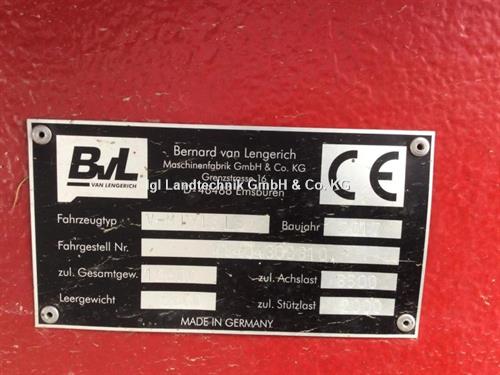 BvL
VAN LENGERICH
Bernard van Lengerich
Maschinenfabrik GmbH & Co. KG
Grenzstrasse 16
gl Landtechnik GmbH & Co. KG
D-48488 Emsbüren
CE
Fahrzeugtyp
Baujahr 2017
Fahrgestell Nr.
zul. Gesamtgew.
zul. Achslast
Leergewicht
zul. Stützlast
MADE IN GERMANY